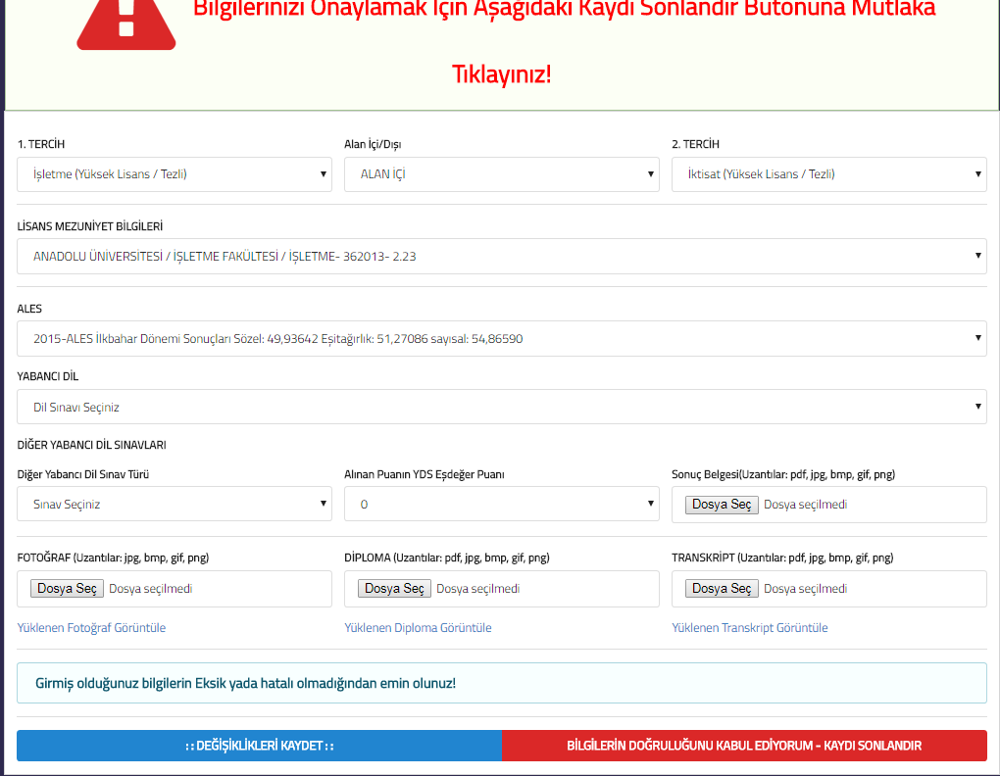 Bilgilerinizi Onaylamak İçin Aşağıdaki Kaydı Sonlandır Butonuna Mutlaka
Tıklayınız!
1. TERCİH
Alan İçi/Dışı
2. TERCİH
İşletme (Yüksek Lisans / Tezli)
ALAN İÇİ
İktisat (Yüksek Lisans / Tezli)
LİSANS MEZUNİYET BİLGİLERİ
ANADOLU ÜNİVERSİTESİ / İŞLETME FAKÜLTESİ / İŞLETME- 362013- 2.23
ALES
2015-ALES İlkbahar Dönemi Sonuçları Sözel: 49,93642 Eşitağırlık: 51,27086 sayısal: 54,86590
YABANCI DİL
Dil Sınavı Seçiniz
DİĞER YABANCI DİL SINAVLARI
Diğer Yabancı Dil Sınav Türü
Alınan Puanın YDS Eşdeğer Puanı
Sonuç Belgesi(Uzantılar: pdf, jpg, bmp, gif, png)
Sınav Seçiniz
0
Dosya Seç Dosya seçilmedi
FOTOĞRAF (Uzantılar: jpg, bmp, gif, png)
DİPLOMA (Uzantılar: pdf, jpg, bmp, gif, png)
TRANSKRİPT (Uzantılar: pdf, jpg, bmp, gif, png)
Dosya Seç Dosya seçilmedi
Dosya Seç Dosya seçilmedi
Dosya Seç Dosya seçilmedi
Yüklenen Fotoğraf Görüntüle
Yüklenen Diploma Görüntüle
Yüklenen Transkript Görüntüle
Girmiş olduğunuz bilgilerin Eksik yada hatalı olmadığından emin olunuz!
: : DEĞİŞİKLİKLERİ KAYDET : :
BİLGİLERİN DOĞRULUĞUNU KABUL EDİYORUM - KAYDI SONLANDIR